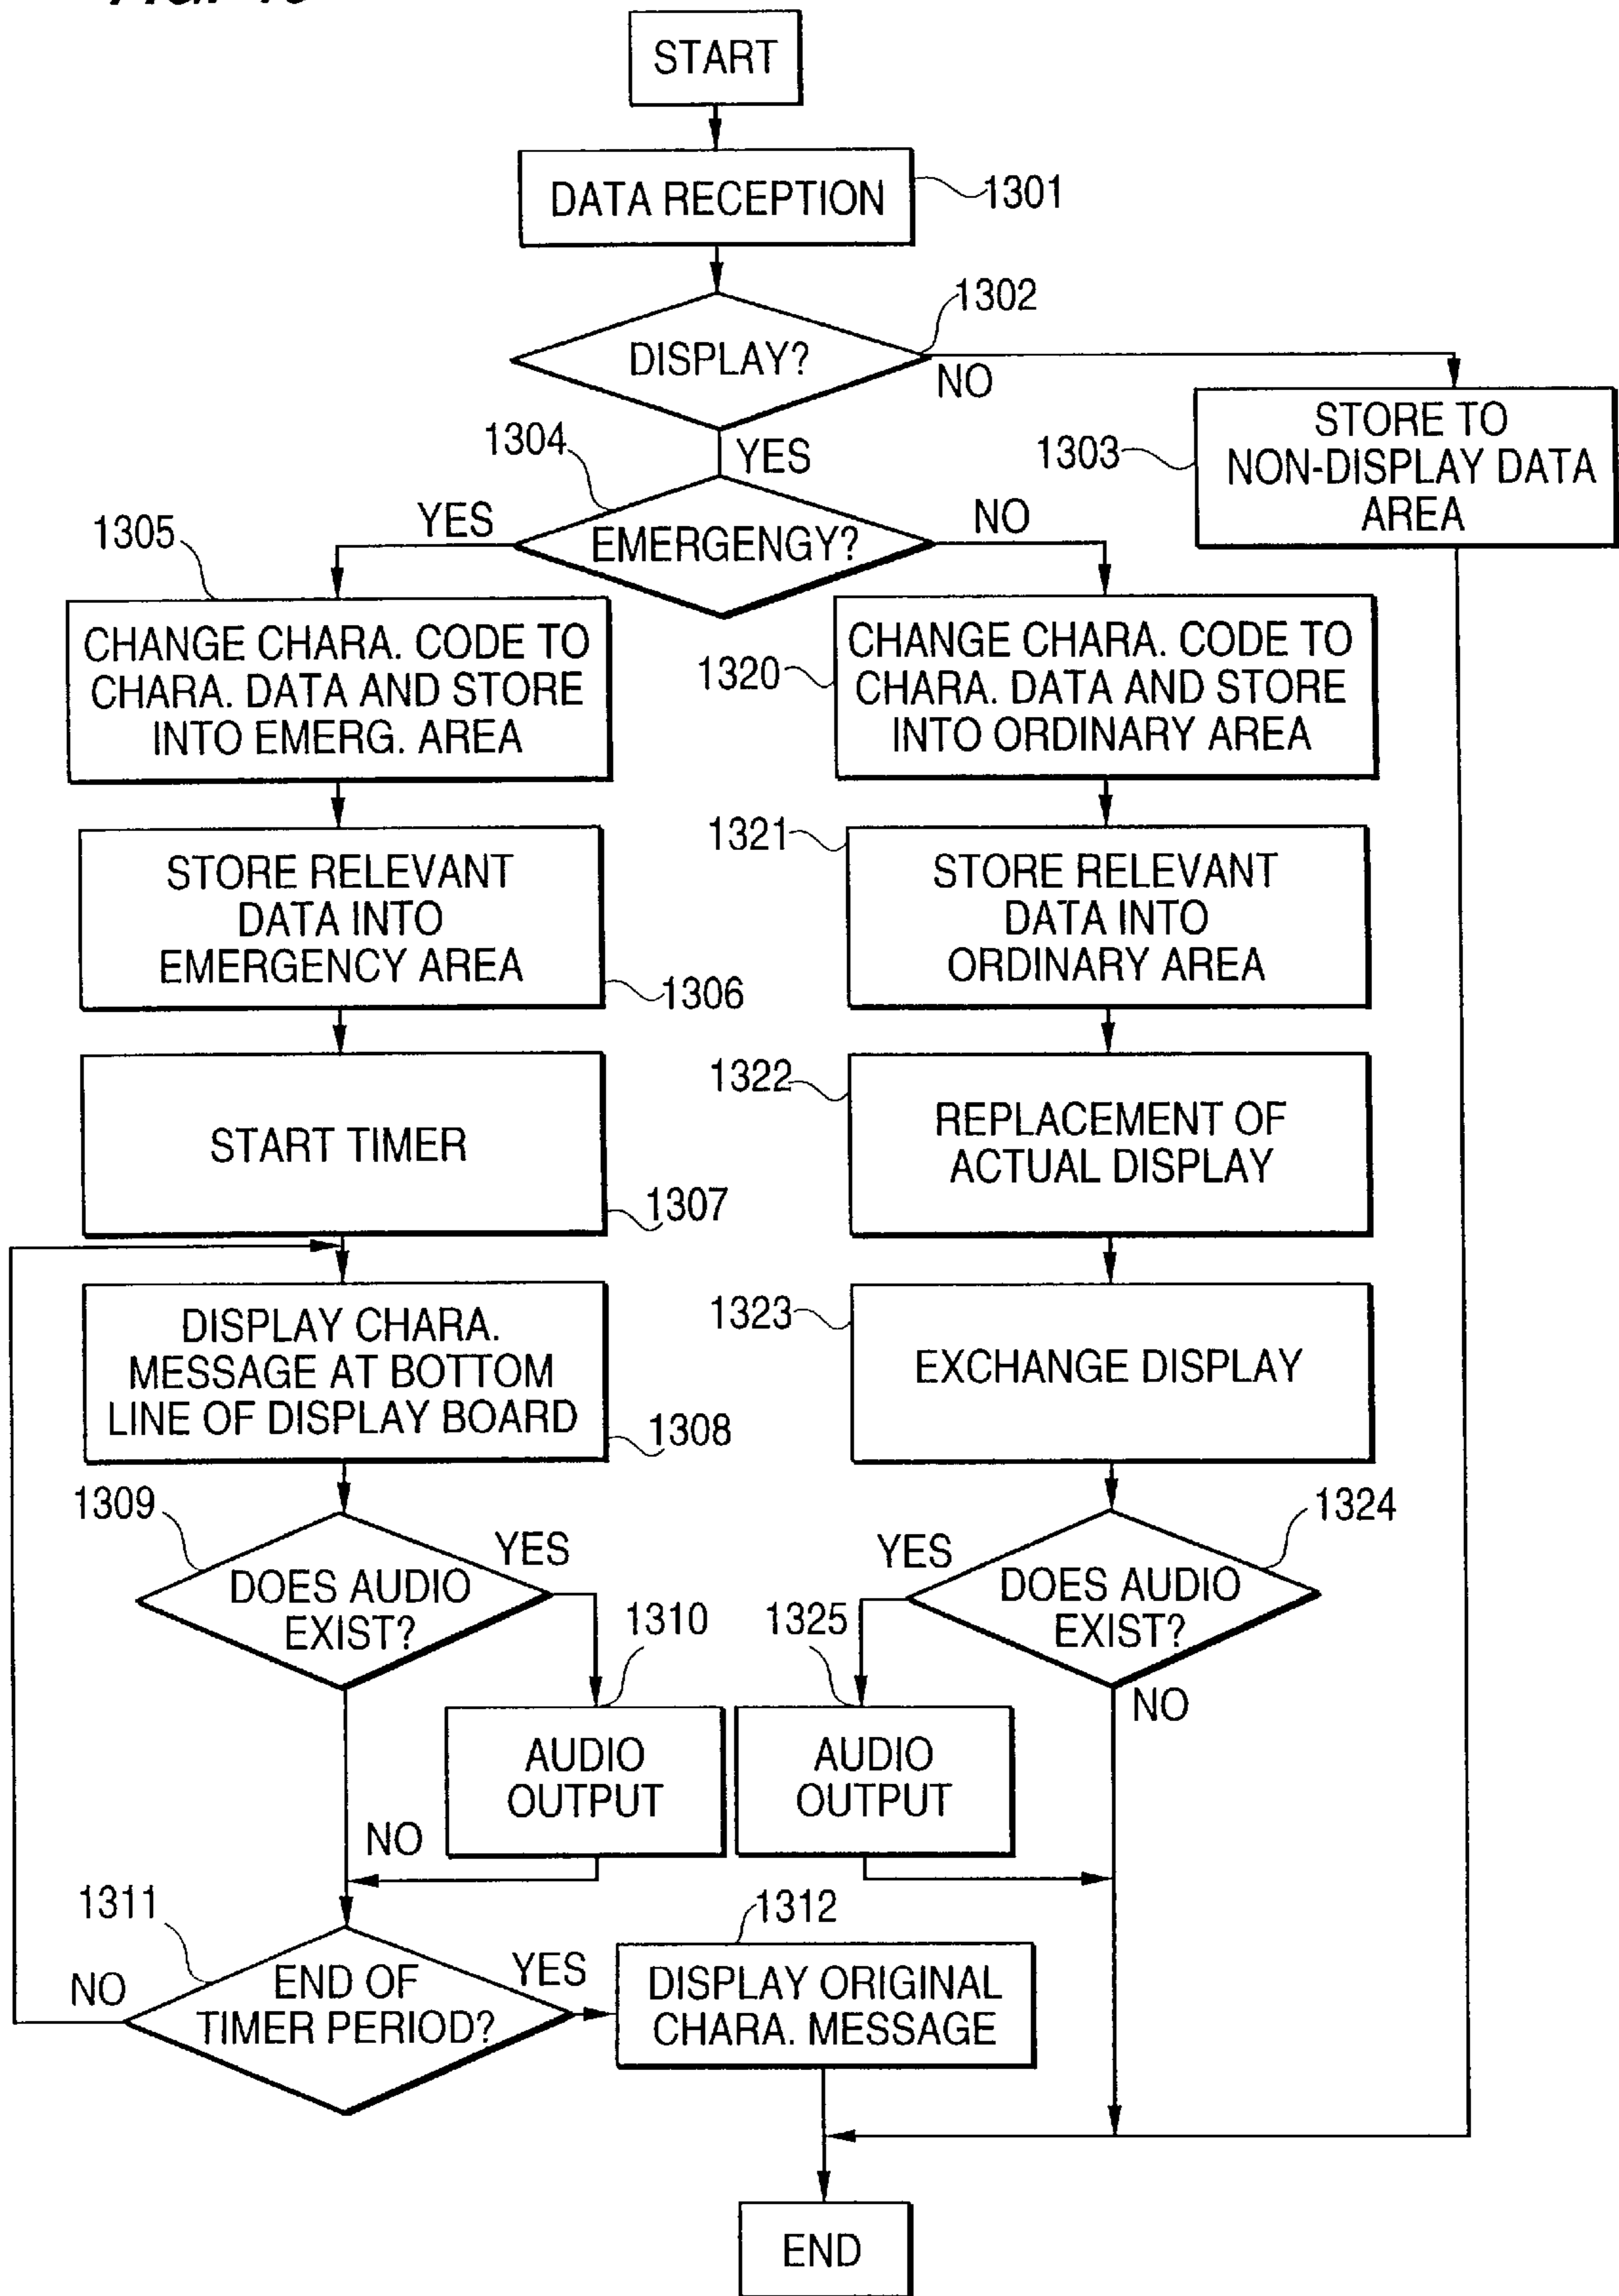 START
DATA RECEPTION
1301
1302
DISPLAY?
NO
STORE TO
NON-DISPLAY DATA
AREA
1303
YES
1304
EMERGENGY?
YES
NO
1305
CHANGE CHARA. CODE TO
CHARA. DATA AND STORE
INTO EMERG. AREA
1320
CHANGE CHARA. CODE TO
CHARA. DATA AND STORE
INTO ORDINARY AREA
STORE RELEVANT
DATA INTO
EMERGENCY AREA
1306
1321
STORE RELEVANT
DATA INTO
ORDINARY AREA
START TIMER
1307
1322
REPLACEMENT OF
ACTUAL DISPLAY
DISPLAY CHARA.
MESSAGE AT BOTTOM
LINE OF DISPLAY BOARD
1308
1323
EXCHANGE DISPLAY
1309
DOES AUDIO
EXIST?
YES
1310
AUDIO
OUTPUT
NO
1324
DOES AUDIO
EXIST?
YES
1325
AUDIO
OUTPUT
NO
1311
END OF
TIMER PERIOD?
NO
YES
1312
DISPLAY ORIGINAL
CHARA. MESSAGE
END